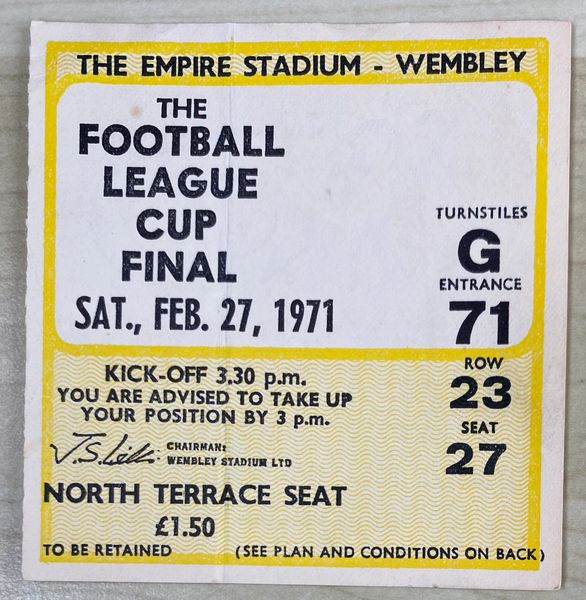 THE EMPIRE STADIUM - WEMBLEY
THE
FOOTBALL
LEAGUE
CUP
FINAL
SAT., FEB. 27, 1971
TURNSTILES
G
ENTRANCE
71
ROW
23
SEAT
27
KICK-OFF 3.30 p.m.
YOU ARE ADVISED TO TAKE UP
YOUR POSITION BY 3 p.m.
CHAIRMAN:
WEMBLEY STADIUM LTD
NORTH TERRACE SEAT
£1.50
TO BE RETAINED (SEE PLAN AND CONDITIONS ON BACK)